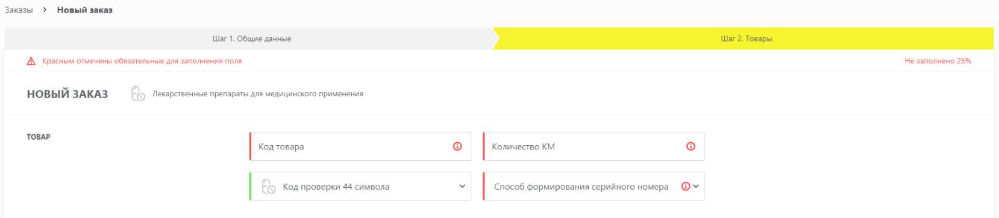 Заказы > Новый заказ
Шаг 1. Общие данные
Шаг 2. Товары
Красным отмечены обязательные для заполнения поля
Не заполнено 25%
НОВЫЙ ЗАКАЗ
Лекарственные препараты для медицинского применения
ТОВАР
Код товара
Количество КМ
Код проверки 44 символа
Способ формирования серийного номера